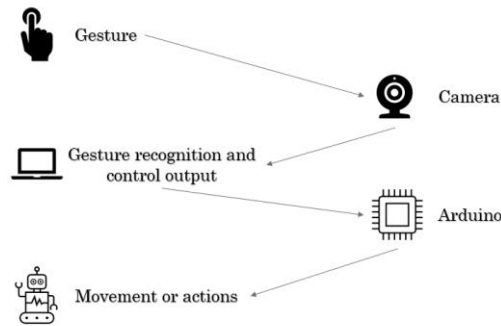 Gesture
Camera
Gesture recognition and
control output
Arduino
Movement or actions